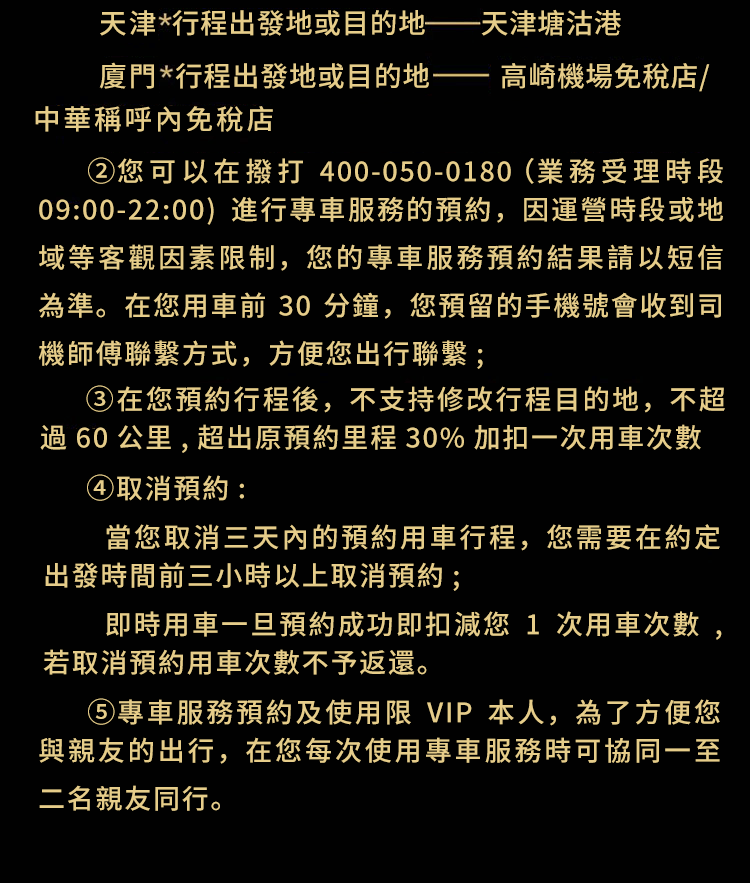 天津*行程出發地或目的地——天津塘沽港
廈門*行程出發地或目的地—— 高崎機場免稅店/
中華稱呼內免稅店
②您可以在撥打 400-050-0180（業務受理時段
09:00-22:00）進行專車服務的預約，因運營時段或地
域等客觀因素限制，您的專車服務預約結果請以短信
為準。在您用車前 30 分鐘，您預留的手機號會收到司
機師傅聯繫方式，方便您出行聯繫 ;
③在您預約行程後，不支持修改行程目的地，不超
過 60 公里 , 超出原預約里程 30% 加扣一次用車次數
④取消預約 :
當您取消三天內的預約用車行程，您需要在約定
出發時間前三小時以上取消預約 ;
即時用車一旦預約成功即扣減您 1 次用車次數 ,
若取消預約用車次數不予返還。
⑤專車服務預約及使用限 VIP 本人，為了方便您
與親友的出行，在您每次使用專車服務時可協同一至
二名親友同行。